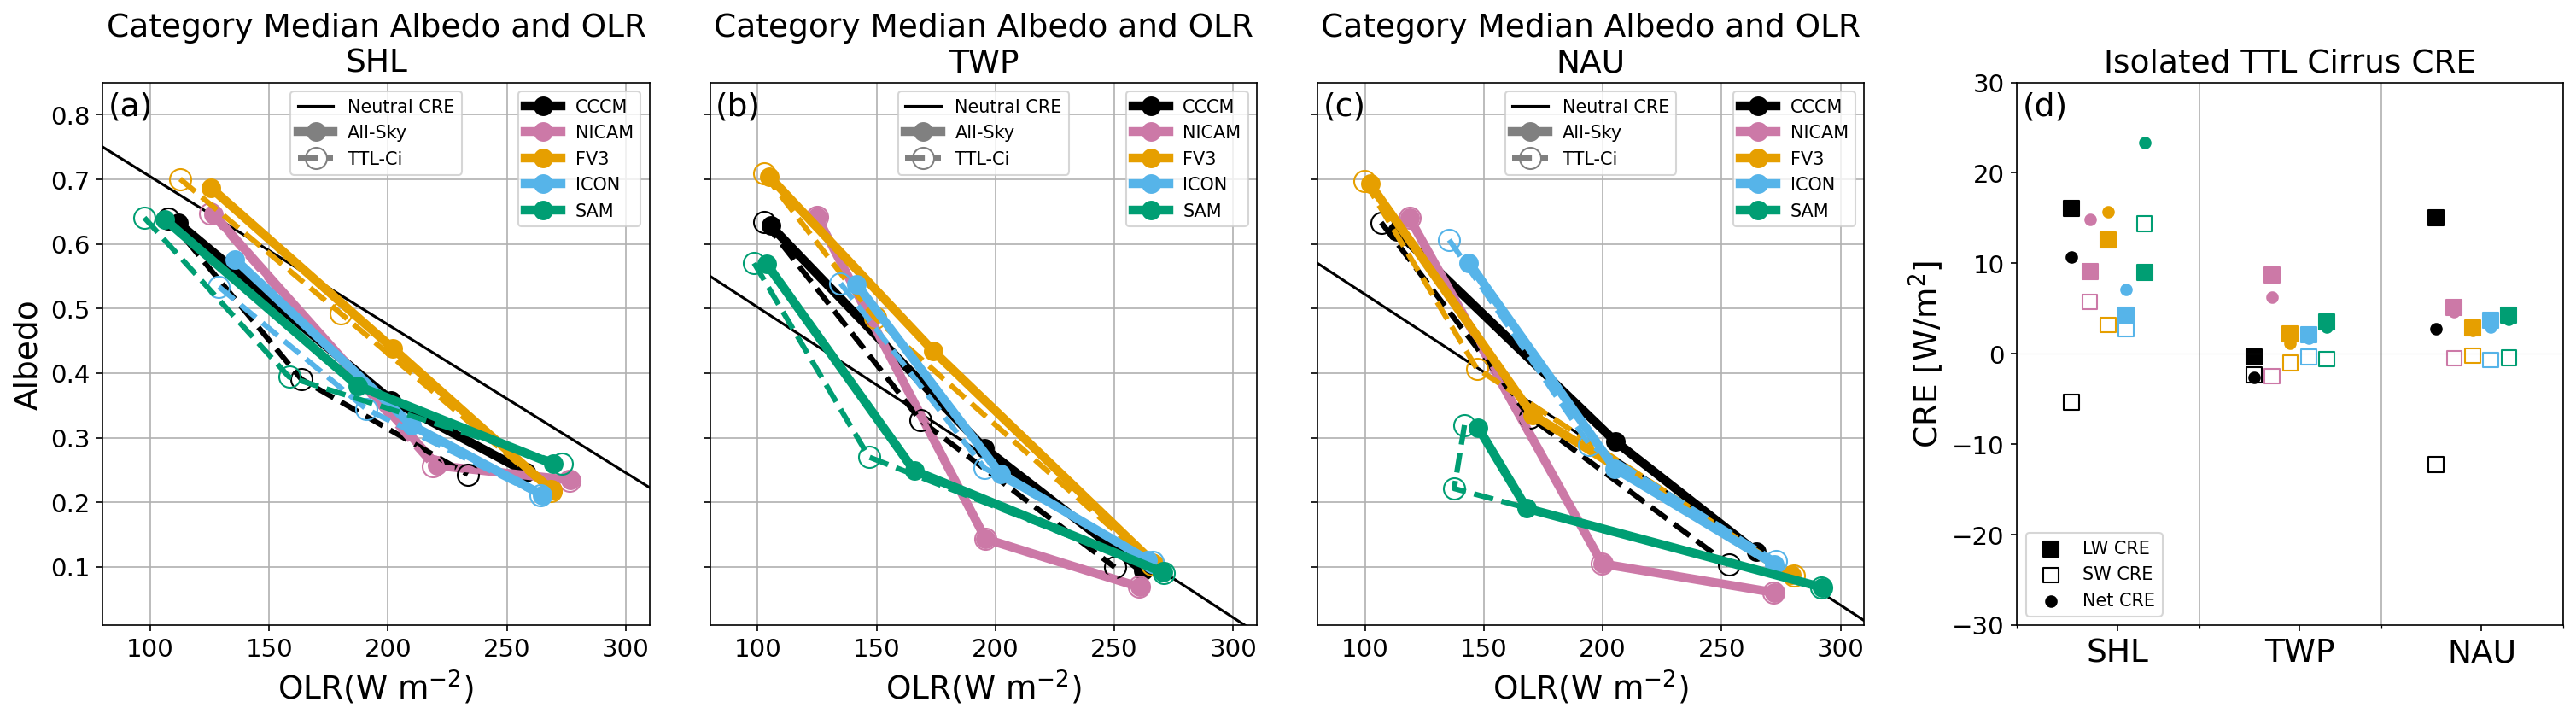 Category Median Albedo and OLR
SHL
(a)
Neutral CRE
All-Sky
TTL-Ci
CCCM
NICAM
FV3
ICON
SAM
0.8
0.7
0.6
0.5
0.4
0.3
0.2
0.1
Albedo
100
150
200
250
300
OLR(W m⁻²)
Category Median Albedo and OLR
TWP
(b)
Neutral CRE
All-Sky
TTL-Ci
CCCM
NICAM
FV3
ICON
SAM
100
150
200
250
300
OLR(W m⁻²)
Category Median Albedo and OLR
NAU
(c)
Neutral CRE
All-Sky
TTL-Ci
CCCM
NICAM
FV3
ICON
SAM
100
150
200
250
300
OLR(W m⁻²)
Isolated TTL Cirrus CRE
(d)
30
20
10
0
−10
−20
−30
CRE [W/m²]
LW CRE
SW CRE
Net CRE
SHL
TWP
NAU